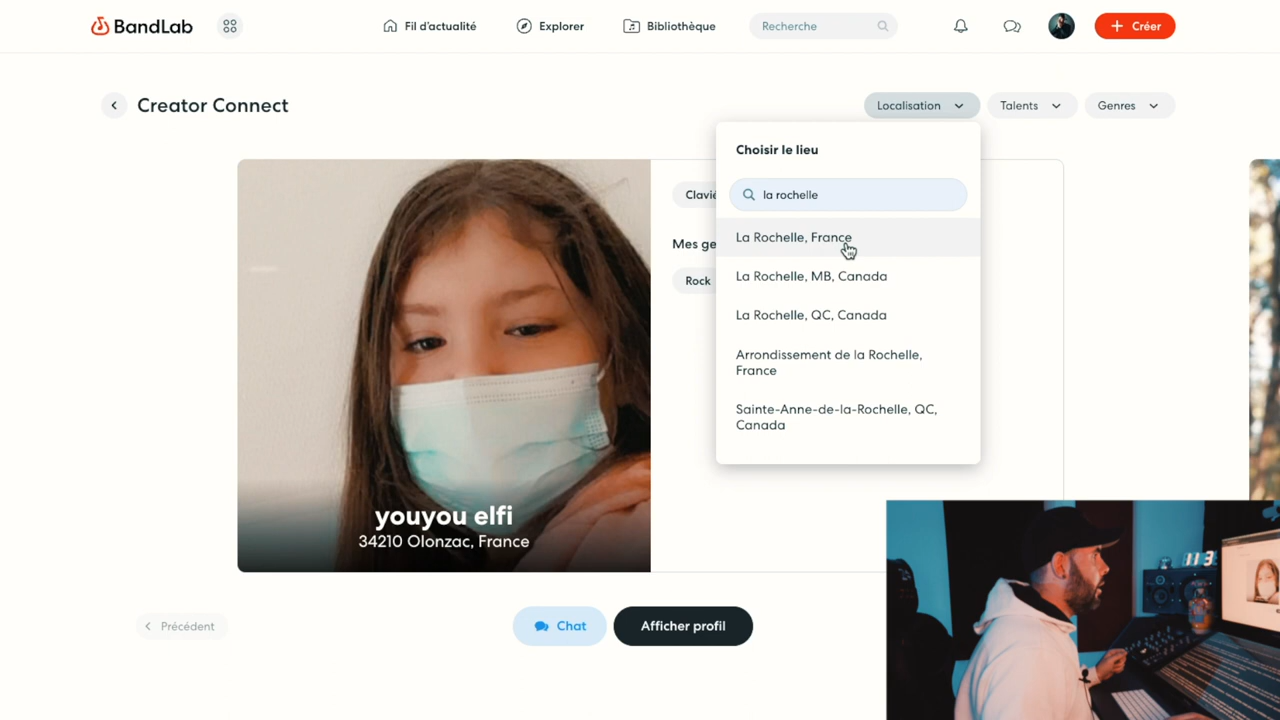 BandLab
Fil d'actualité
Explorer
Bibliothèque
Recherche
Créer
Creator Connect
Localisation
Talents
Genres
Choisir le lieu
la rochelle
La Rochelle, France
La Rochelle, MB, Canada
La Rochelle, QC, Canada
Arrondissement de la Rochelle,
France
Sainte-Anne-de-la-Rochelle, QC,
Canada
Mes ge
Rock
youyou elfi
34210 Olonzac, France
Précédent
Chat
Afficher profil
113